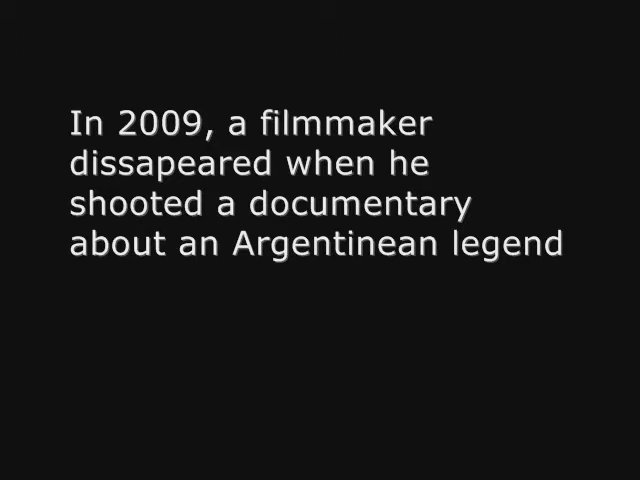 In 2009, a filmmaker
dissapeared when he
shooted a documentary
about an Argentinean legend